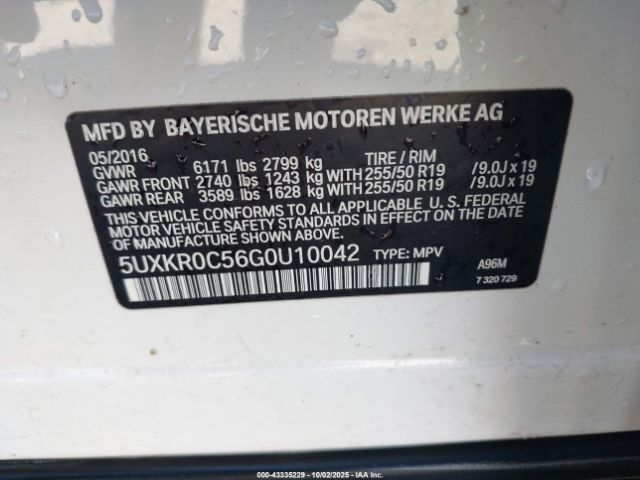 MFD BY BAYERISCHE MOTOREN WERKE AG
05/2016
GVWR 6171 lbs 2799 kg TIRE / RIM
GAWR FRONT 2740 lbs 1243 kg WITH 255/50 R19 /9.0J x 19
GAWR REAR 3589 lbs 1628 kg WITH 255/50 R19 /9.0J x 19
THIS VEHICLE CONFORMS TO ALL APPLICABLE U. S. FEDERAL
MOTOR VEHICLE SAFETY STANDARDS IN EFFECT ON THE DATE
OF MANUFACTURE SHOWN ABOVE.
5UXKR0C56G0U10042 TYPE: MPV
A96M
7 320 729
000-43335229 - 10/02/2025 - © IAA Inc.